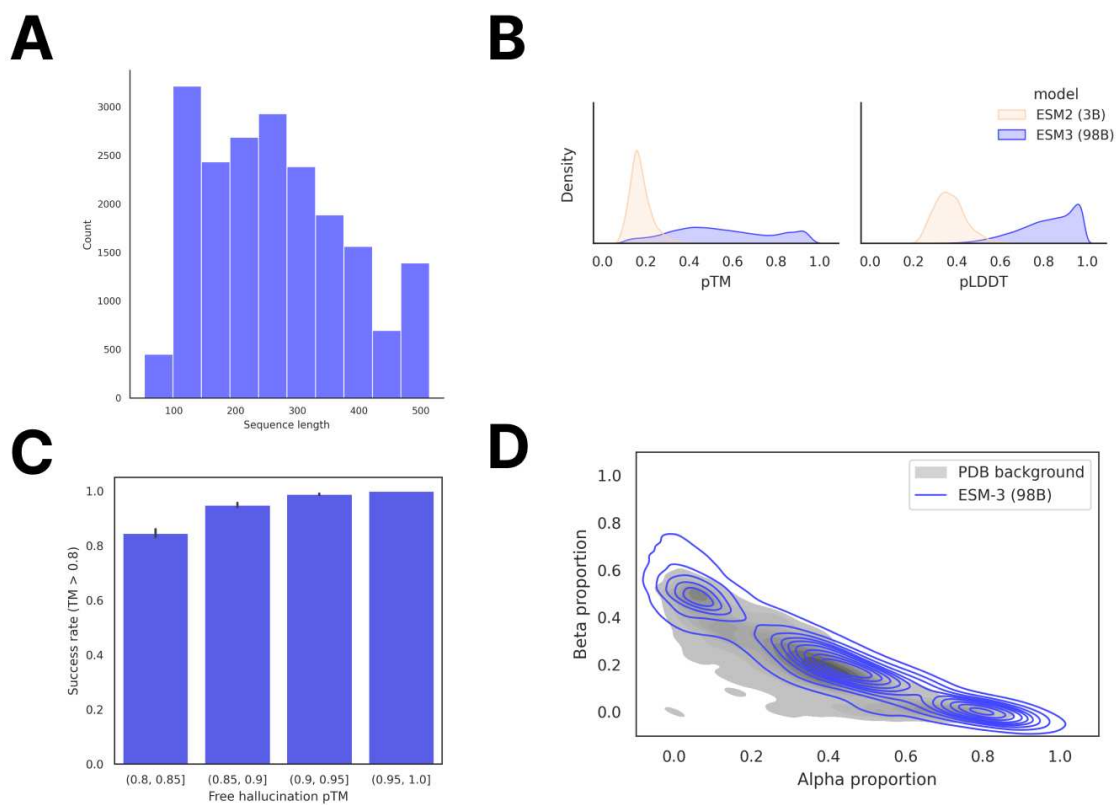 A
3000
2500
2000
1500
1000
500
0
Count
100 200 300 400 500
Sequence length
B
model
ESM2 (3B)
ESM3 (98B)
Density
0.0 0.2 0.4 0.6 0.8 1.0
pTM
0.0 0.2 0.4 0.6 0.8 1.0
pLDDT
C
1.0
0.8
0.6
0.4
0.2
0.0
Success rate (TM > 0.8)
(0.8, 0.85] (0.85, 0.9] (0.9, 0.95] (0.95, 1.0]
Free hallucination pTM
D
PDB background
ESM-3 (98B)
1.0
0.8
0.6
0.4
0.2
0.0
Beta proportion
0.0 0.2 0.4 0.6 0.8 1.0
Alpha proportion